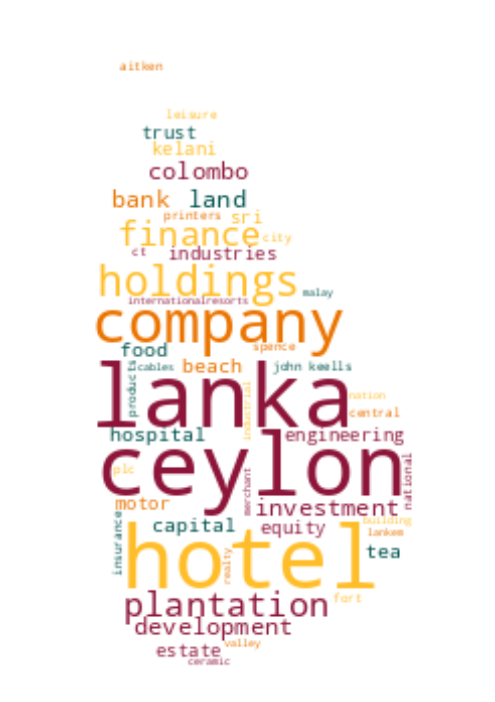 aitken
leisure
trust
kelani
colombo
bank land
printers sri
finance city
ct industries
holdings malay
internationalresorts
company
food spence
products cables beach john keells
lanka
nation
industrial central
hospital engineering
ceylon
plc
merchant national
motor investment
insurance capital equity building
lankem
hotel tea
realty
plantation fort
development
estate valley
ceramic